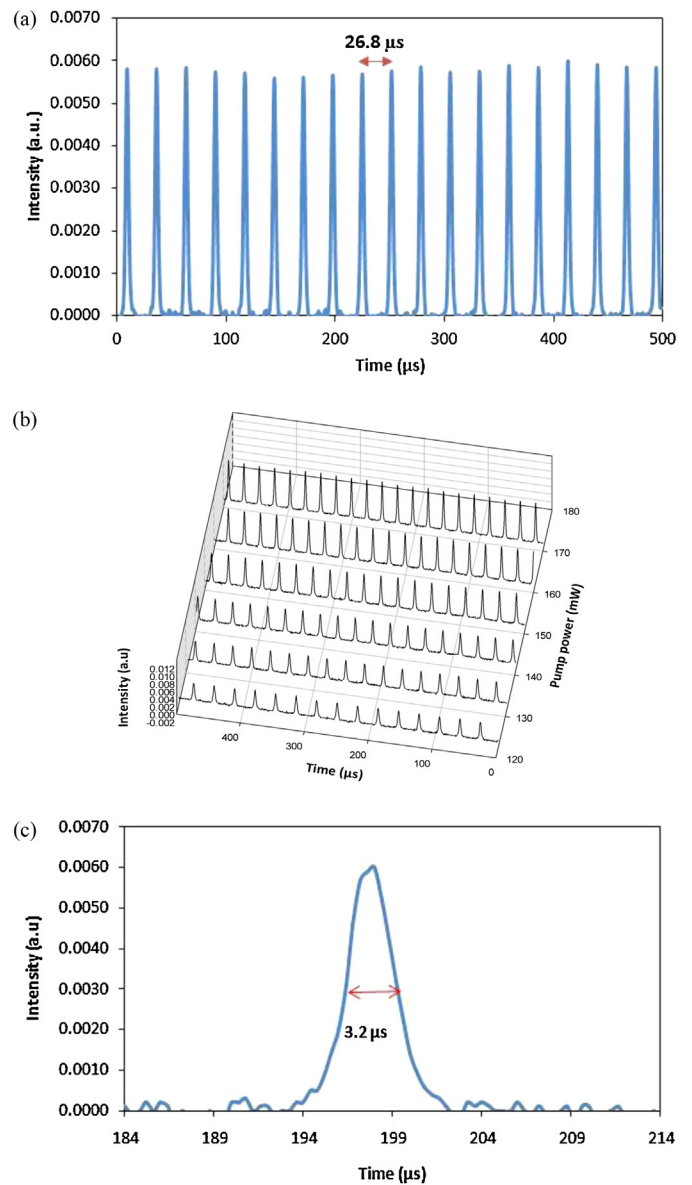 (a)
0.0070
0.0060
0.0050
0.0040
0.0030
0.0020
0.0010
0.0000
Intensity (a.u.)
26.8 µs
0 100 200 300 400 500
Time (µs)
(b)
180
170
160
150
140
130
120
Pump power (mW)
Intensity (a.u)
0.012
0.010
0.008
0.006
0.004
0.002
0.000
-0.002
400 300 200 100 0
Time (µs)
(c)
0.0070
0.0060
0.0050
0.0040
0.0030
0.0020
0.0010
0.0000
Intensity (a.u)
3.2 µs
184 189 194 199 204 209 214
Time (µs)